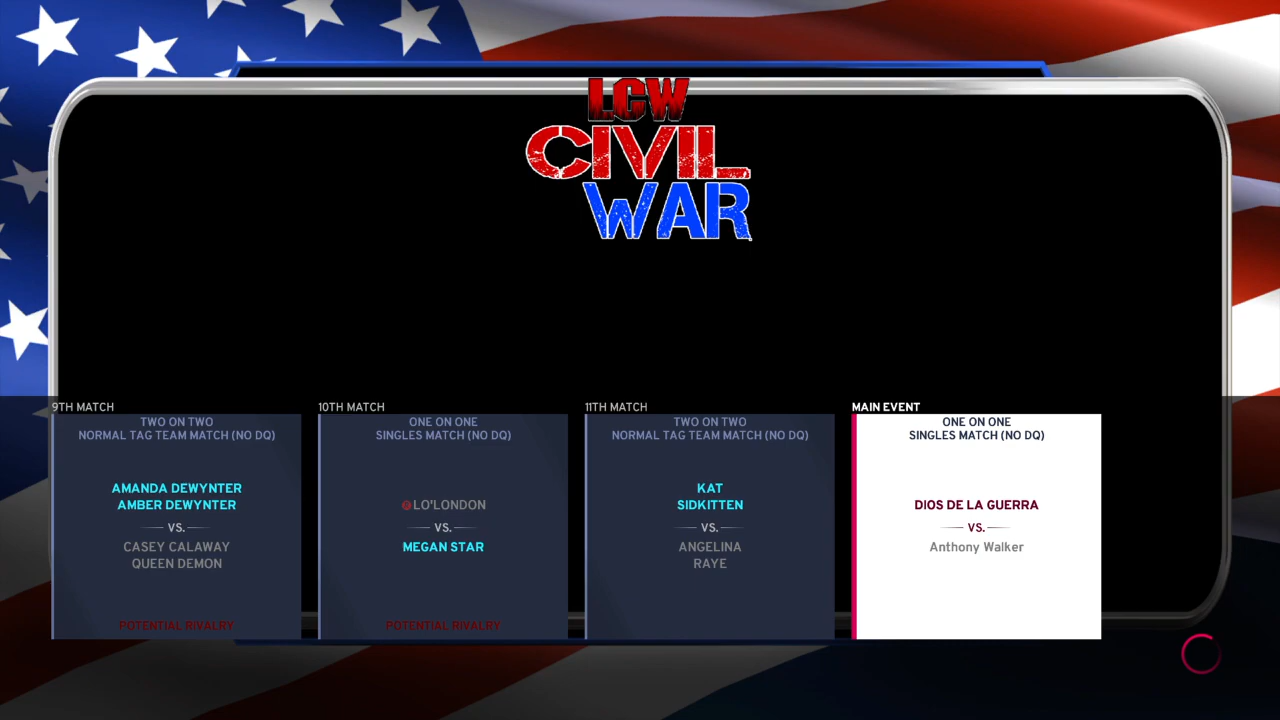 LCW
CIVIL
WAR
9TH MATCH
TWO ON TWO
NORMAL TAG TEAM MATCH (NO DQ)
AMANDA DEWYNTER
AMBER DEWYNTER
VS.
CASEY CALAWAY
QUEEN DEMON
POTENTIAL RIVALRY
10TH MATCH
ONE ON ONE
SINGLES MATCH (NO DQ)
LO'LONDON
VS.
MEGAN STAR
POTENTIAL RIVALRY
11TH MATCH
TWO ON TWO
NORMAL TAG TEAM MATCH (NO DQ)
KAT
SIDKITTEN
VS.
ANGELINA
RAYE
MAIN EVENT
ONE ON ONE
SINGLES MATCH (NO DQ)
DIOS DE LA GUERRA
VS.
Anthony Walker